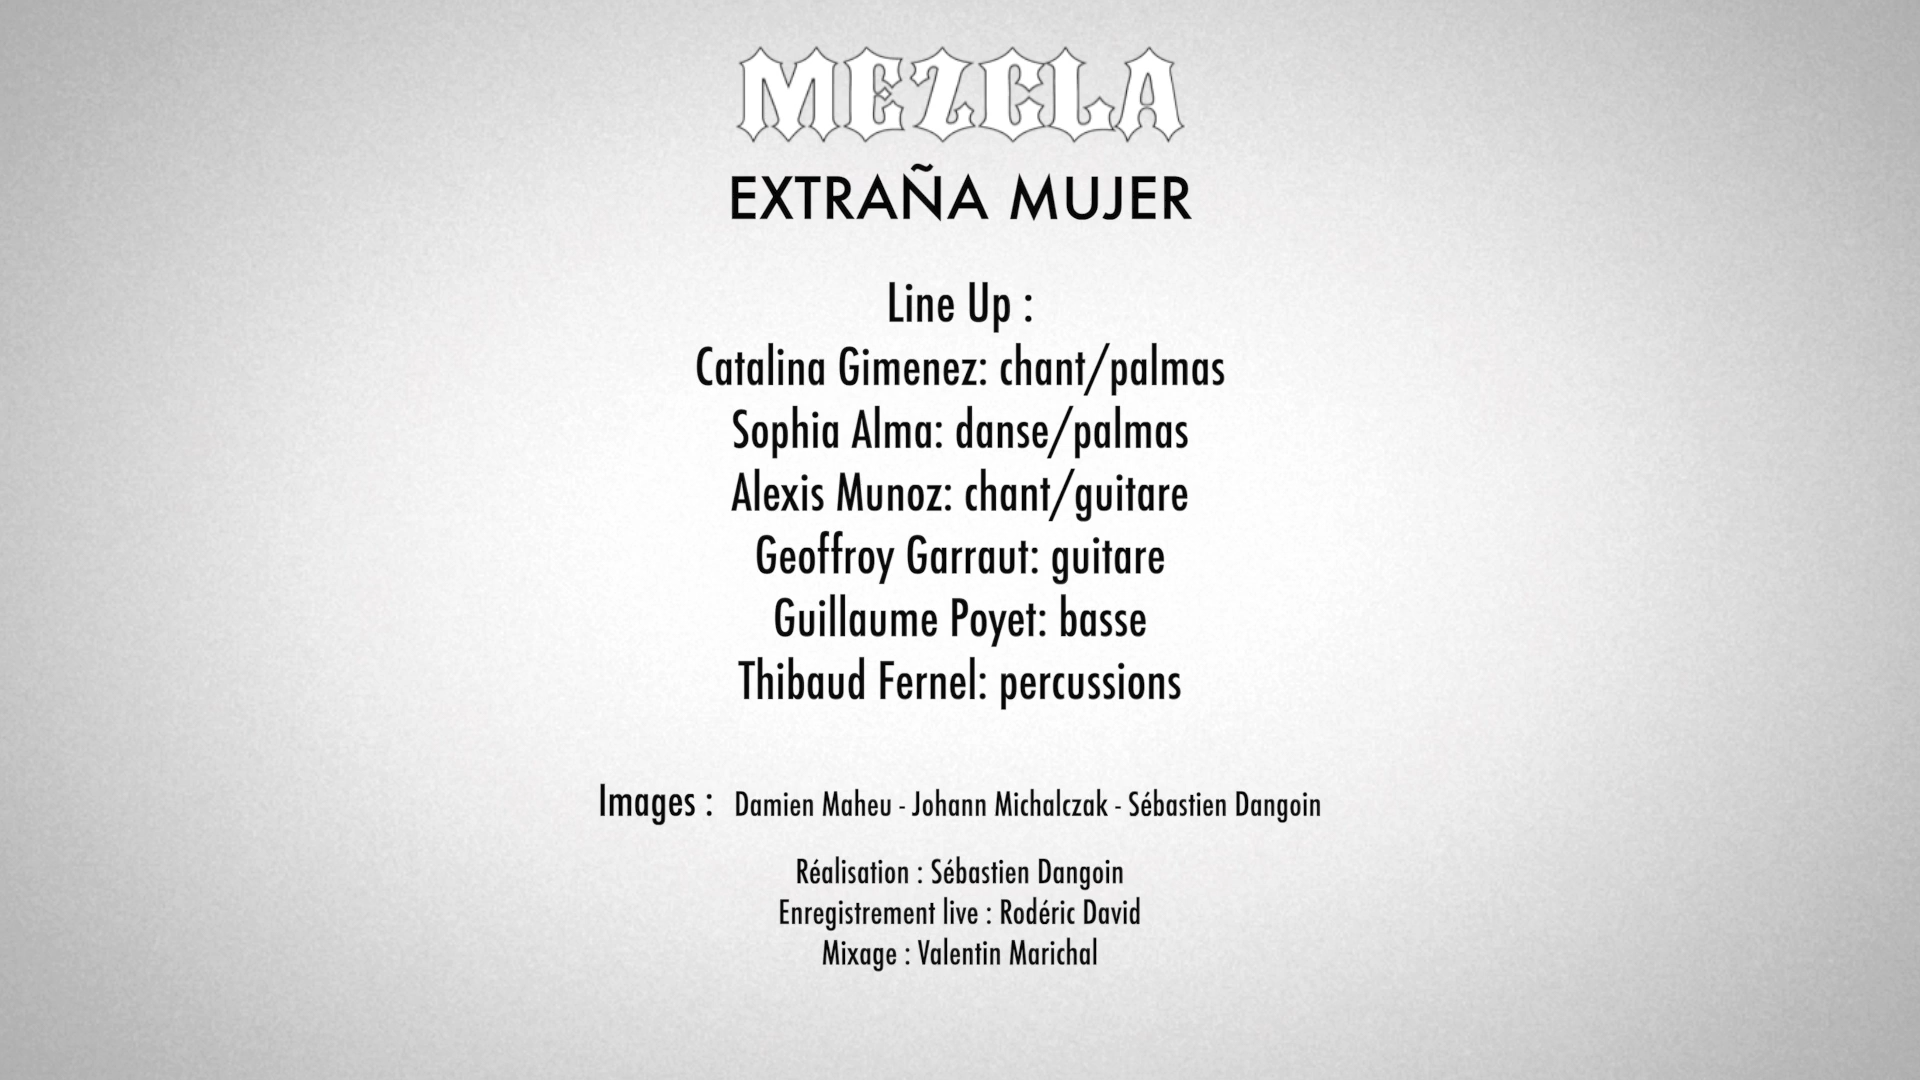 MEZCLA
EXTRAÑA MUJER
Line Up :
Catalina Gimenez: chant/palmas
Sophia Alma: danse/palmas
Alexis Munoz: chant/guitare
Geoffroy Garraut: guitare
Guillaume Poyet: basse
Thibaud Fernel: percussions
Images : Damien Maheu - Johann Michalczak - Sébastien Dangoin
Réalisation : Sébastien Dangoin
Enregistrement live : Rodéric David
Mixage : Valentin Marichal